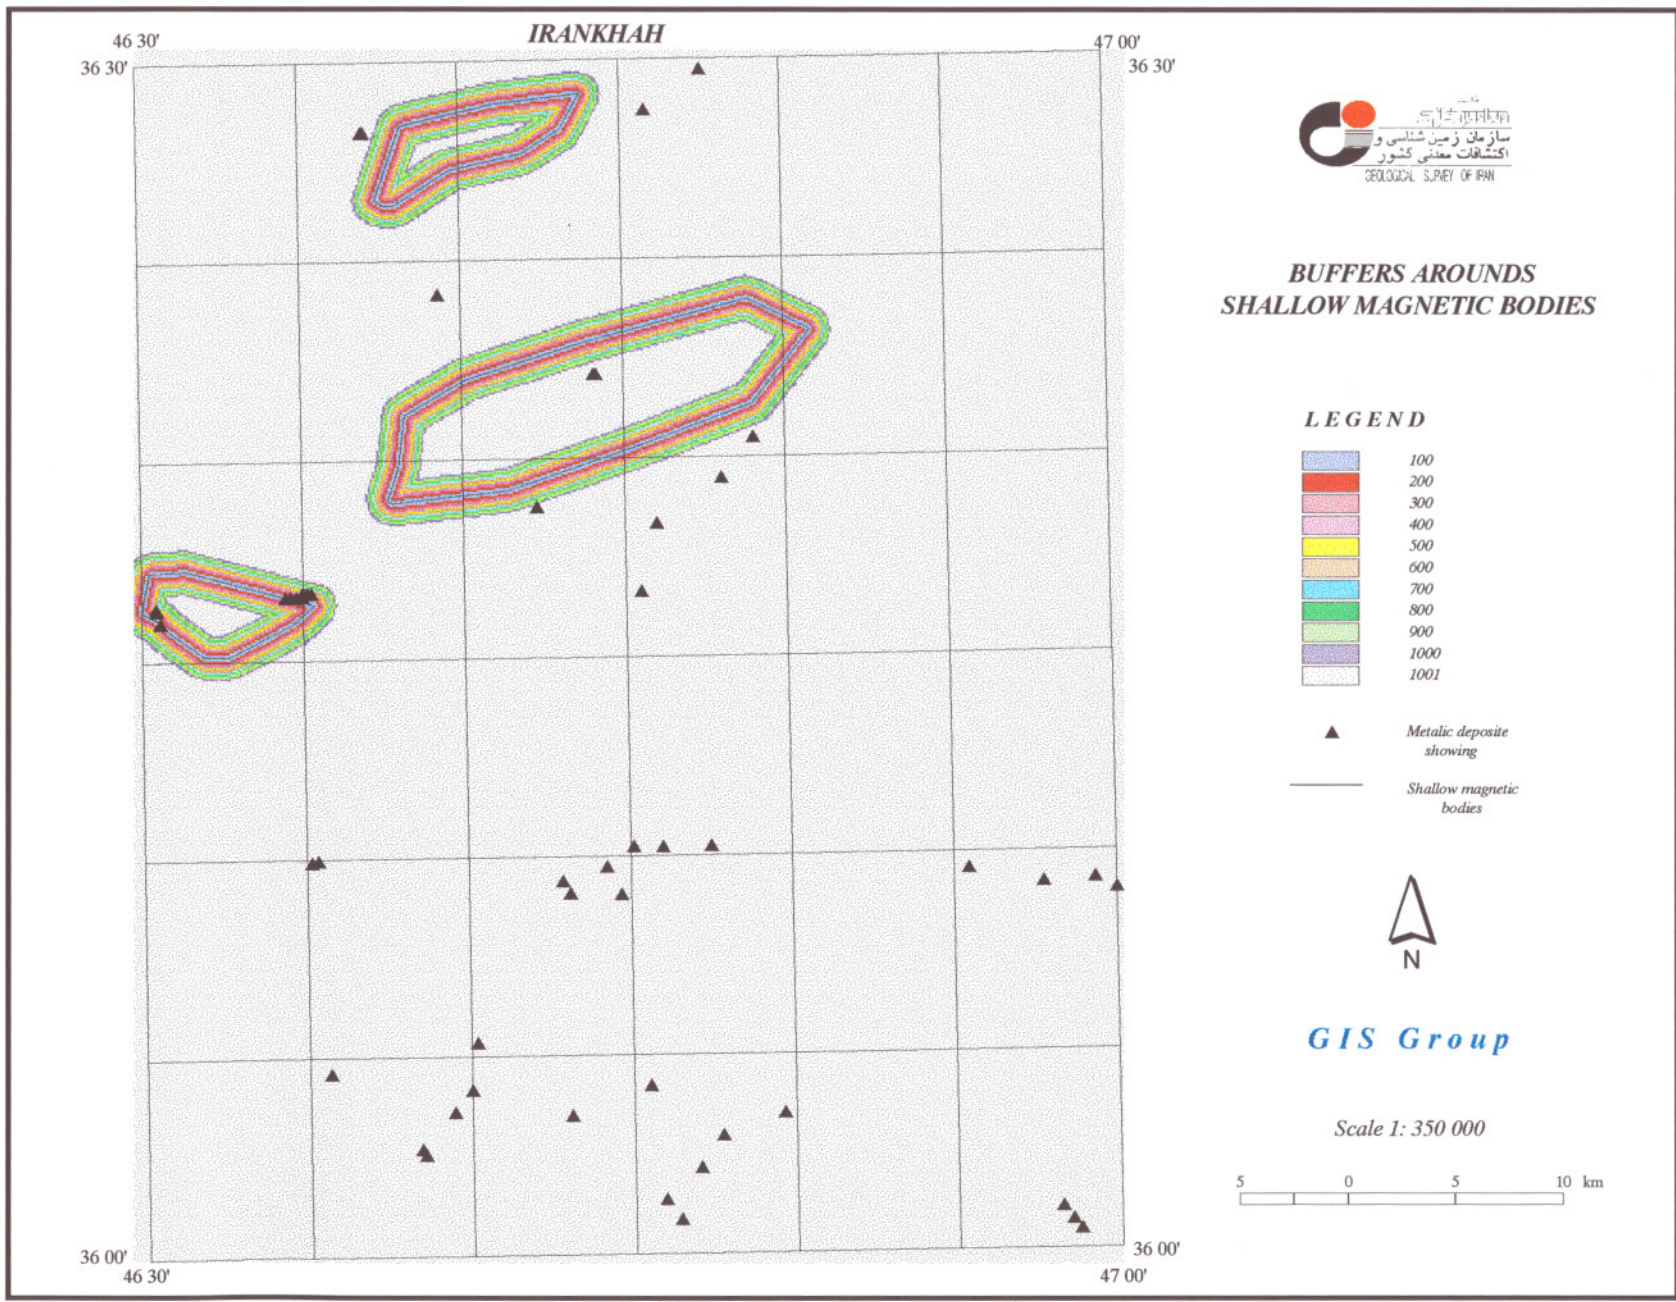 IRANKHAH
46 30'
47 00'
36 30'
36 30'
سازمان زمین شناسی و
اکتشافات معدنی کشور
GEOLOGICAL SURVEY OF IRAN
BUFFERS AROUNDS
SHALLOW MAGNETIC BODIES
LEGEND
100
200
300
400
500
600
700
800
900
1000
1001
Metalic deposite
showing
Shallow magnetic
bodies
N
GIS Group
Scale 1: 350 000
5 0 5 10 km
36 00'
36 00'
46 30'
47 00'